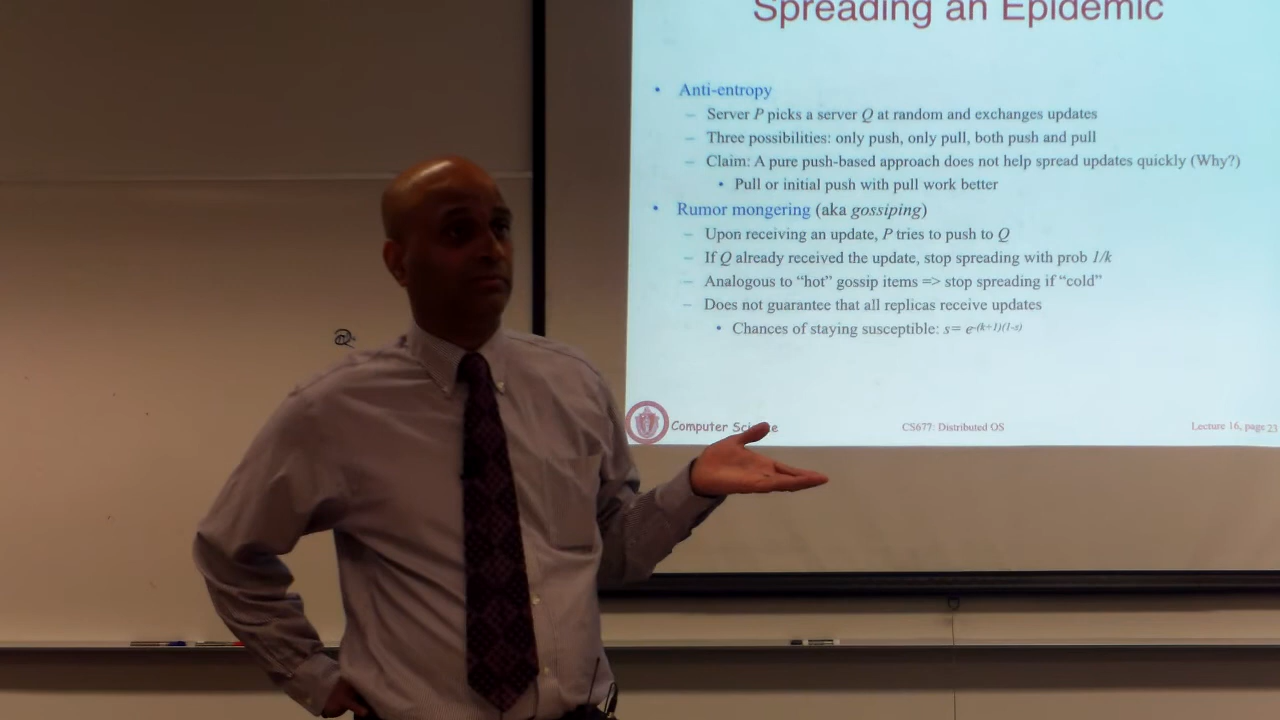 Spreading an Epidemic
• Anti-entropy
– Server P picks a server Q at random and exchanges updates
– Three possibilities: only push, only pull, both push and pull
– Claim: A pure push-based approach does not help spread updates quickly (Why?)
• Pull or initial push with pull work better
• Rumor mongering (aka gossiping)
– Upon receiving an update, P tries to push to Q
– If Q already received the update, stop spreading with prob 1/k
– Analogous to “hot” gossip items => stop spreading if “cold”
– Does not guarantee that all replicas receive updates
• Chances of staying susceptible: s= e-(k+1)(1-s)
Computer Science
CS677: Distributed OS
Lecture 16, page 23